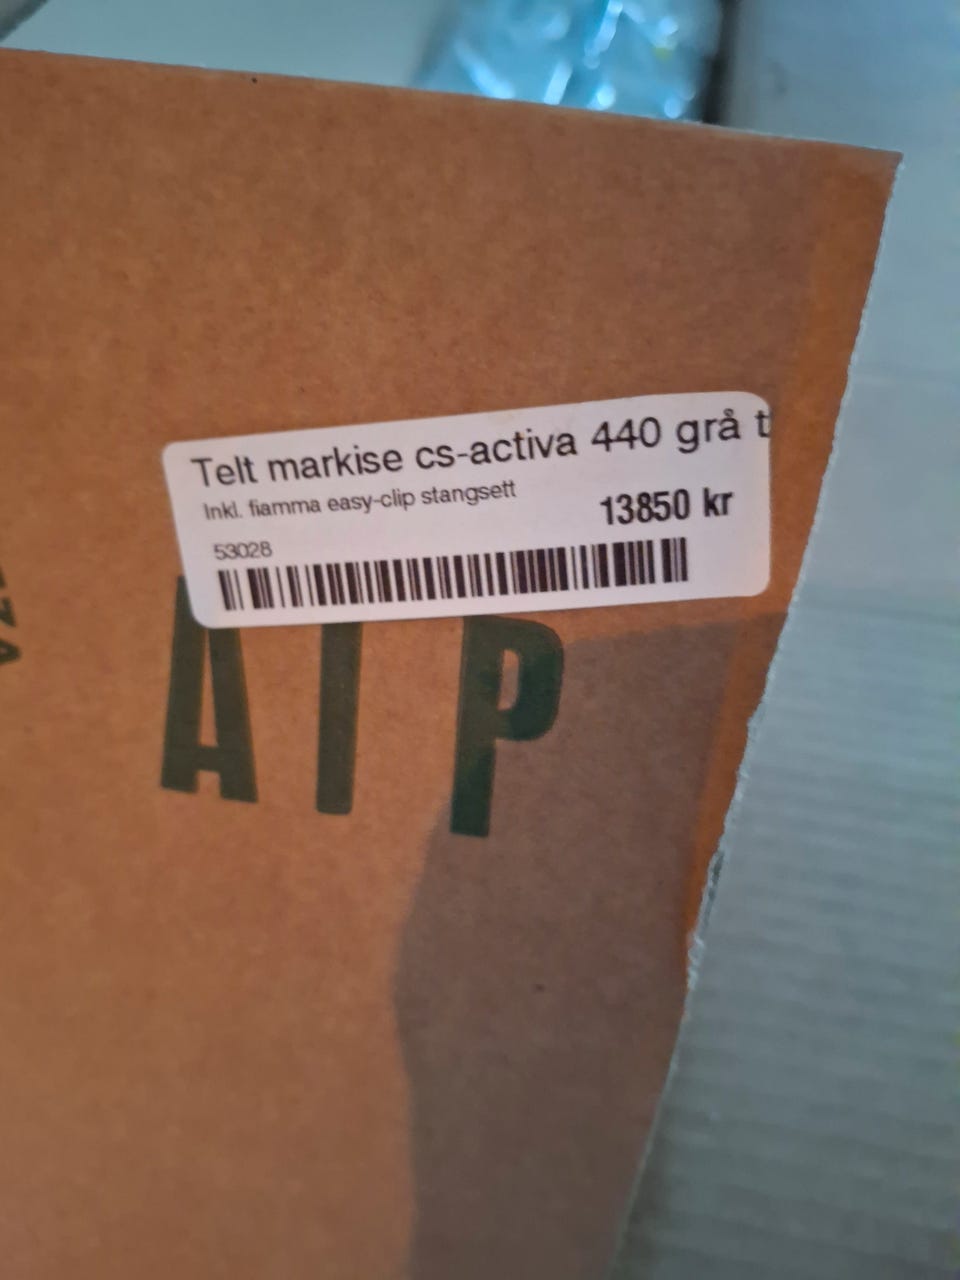 Telt markise cs-activa 440 grå t
Inkl. fiamma easy-clip stangsett
13850 kr
53028
AIP